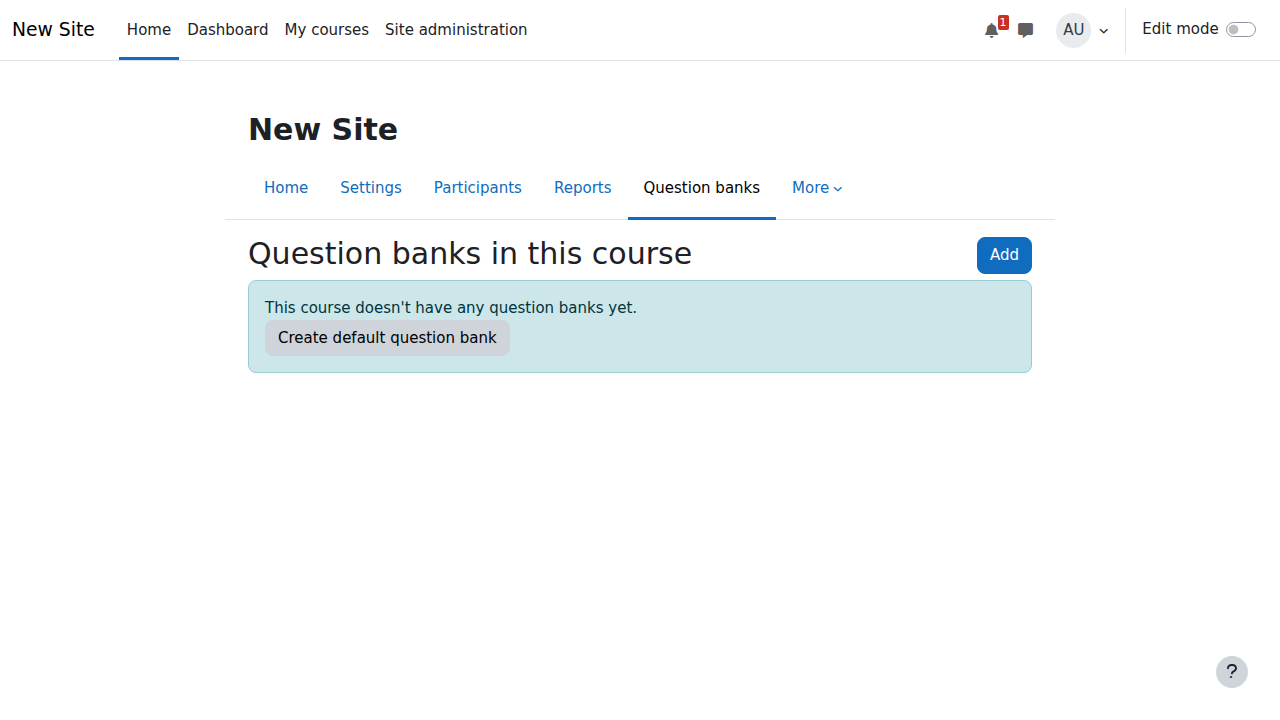 New Site
Home Dashboard My courses Site administration
1
AU
Edit mode
New Site
Home Settings Participants Reports Question banks More
Question banks in this course
Add
This course doesn't have any question banks yet.
Create default question bank
?